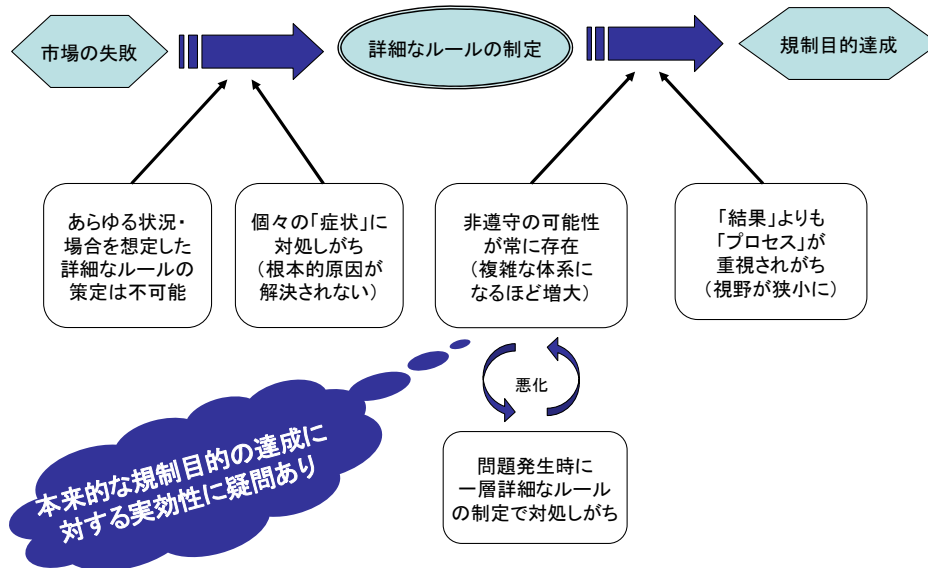 市場の失敗
詳細なルールの制定
規制目的達成
あらゆる状況・
場合を想定した
詳細なルールの
策定は不可能
個々の「症状」に
対処しがち
(根本的原因が
解決されない)
非遵守の可能性
が常に存在
(複雑な体系に
なるほど増大)
「結果」よりも
「プロセス」が
重視されがち
(視野が狭小に)
悪化
本来的な規制目的の達成に
対する実効性に疑問あり
問題発生時に
一層詳細なルール
の制定で対処しがち